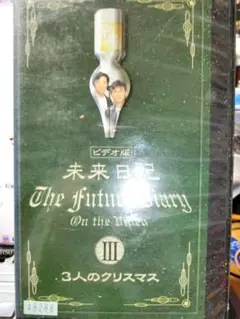 ビデオ版
未来日記
The Future Diary
On the Video
III
3人のクリスマス